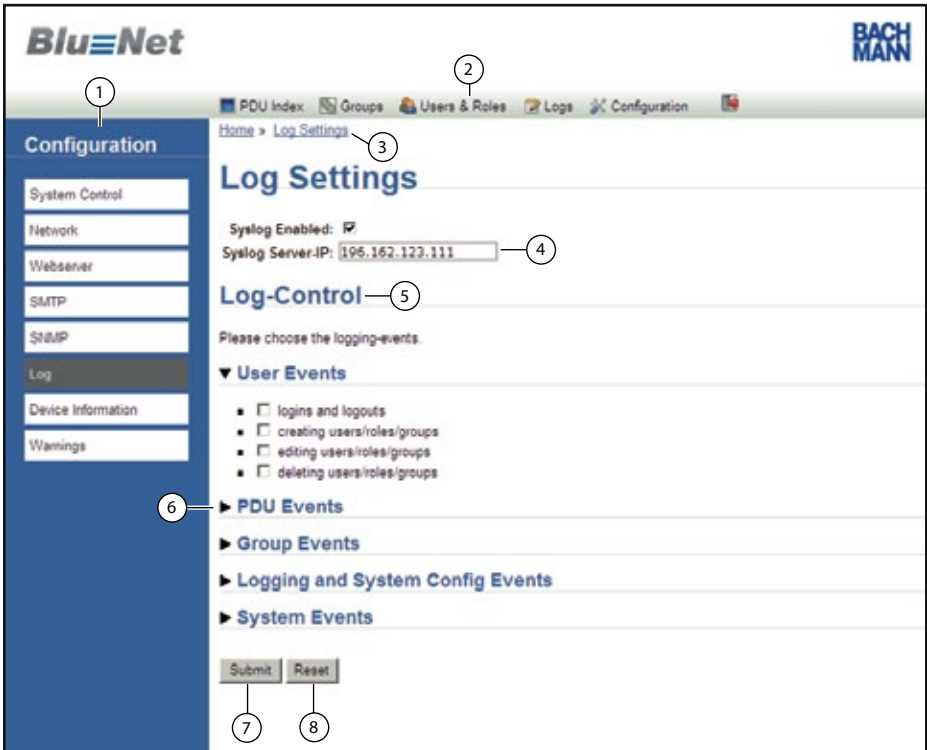 Blu≡Net
BACH
MANN
1
2
PDU Index Groups Users & Roles Logs Configuration
Configuration
Home » Log Settings
3
System Control
Network
Webserver
SMTP
SNMP
Log
Device Information
Warnings
Log Settings
Syslog Enabled:
Syslog Server-IP: 196.162.123.111
4
Log-Control
5
Please choose the logging-events.
User Events
logins and logouts
creating users/roles/groups
editing users/roles/groups
deleting users/roles/groups
6
PDU Events
Group Events
Logging and System Config Events
System Events
Submit Reset
7 8